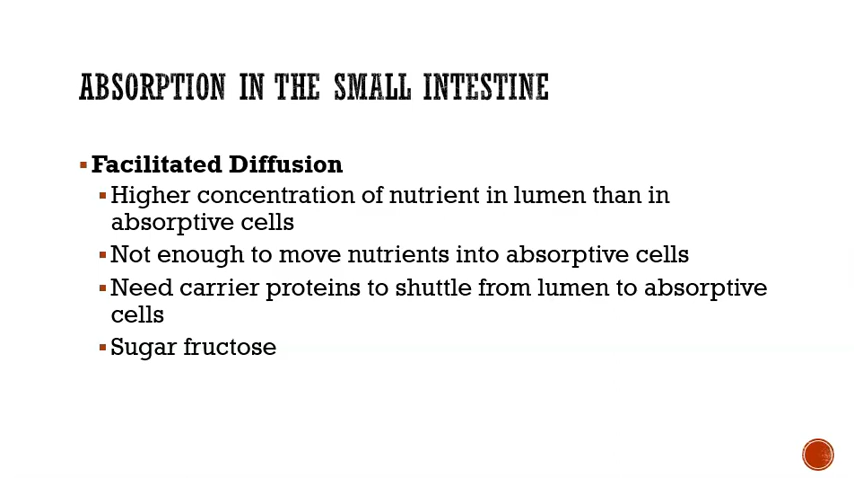 ABSORPTION IN THE SMALL INTESTINE
▪ Facilitated Diffusion
▪ Higher concentration of nutrient in lumen than in
absorptive cells
▪ Not enough to move nutrients into absorptive cells
▪ Need carrier proteins to shuttle from lumen to absorptive
cells
▪ Sugar fructose